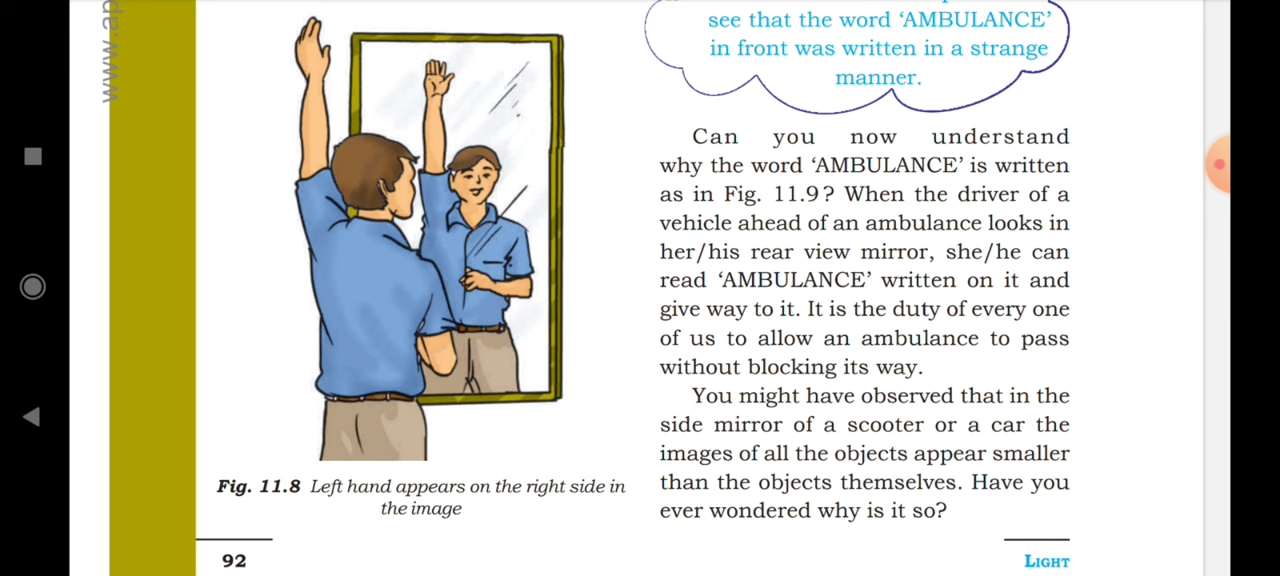 www.ap
see that the word ‘AMBULANCE’
in front was written in a strange
manner.
Can you now understand
why the word ‘AMBULANCE’ is written
as in Fig. 11.9? When the driver of a
vehicle ahead of an ambulance looks in
her/his rear view mirror, she/he can
read ‘AMBULANCE’ written on it and
give way to it. It is the duty of every one
of us to allow an ambulance to pass
without blocking its way.
You might have observed that in the
side mirror of a scooter or a car the
images of all the objects appear smaller
than the objects themselves. Have you
ever wondered why is it so?
Fig. 11.8 Left hand appears on the right side in
the image
92
LIGHT